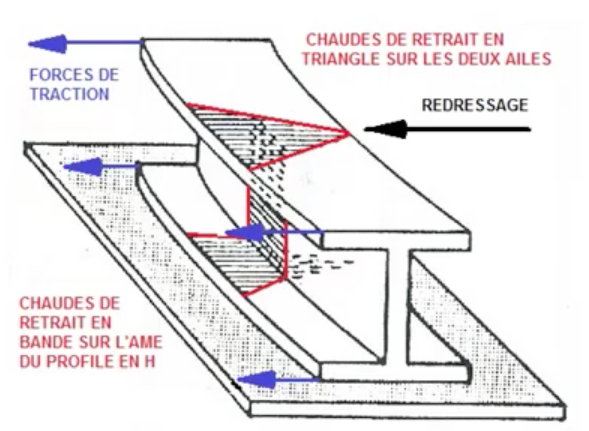 CHAUDES DE RETRAIT EN
TRIANGLE SUR LES DEUX AILES
FORCES DE
TRACTION
REDRESSAGE
CHAUDES DE
RETRAIT EN
BANDE SUR L'AME
DU PROFILE EN H